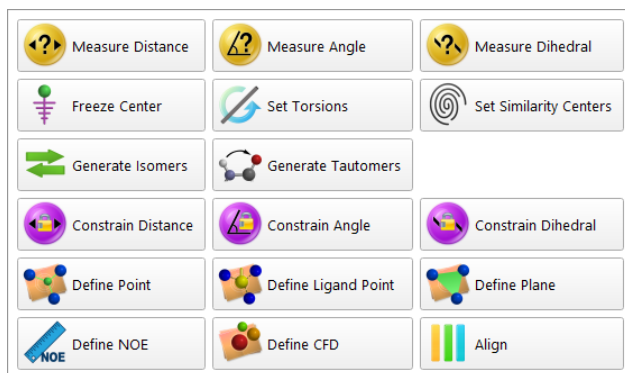 Measure Distance
Measure Angle
Measure Dihedral
Freeze Center
Set Torsions
Set Similarity Centers
Generate Isomers
Generate Tautomers
Constrain Distance
Constrain Angle
Constrain Dihedral
Define Point
Define Ligand Point
Define Plane
NOE
Define NOE
Define CFD
Align